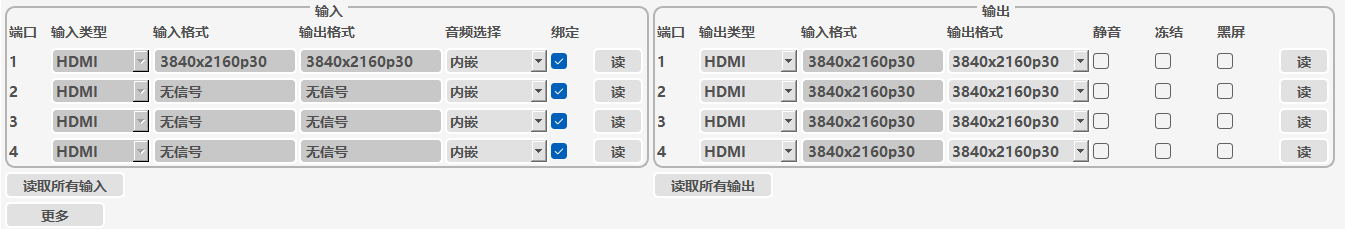 输入
端口 输入类型 输入格式 输出格式 音频选择 绑定
1 HDMI 3840x2160p30 3840x2160p30 内嵌 读
2 HDMI 无信号 无信号 内嵌 读
3 HDMI 无信号 无信号 内嵌 读
4 HDMI 无信号 无信号 内嵌 读
读取所有输入
更多
输出
端口 输出类型 输入格式 输出格式 静音 冻结 黑屏
1 HDMI 3840x2160p30 3840x2160p30 读
2 HDMI 3840x2160p30 3840x2160p30 读
3 HDMI 3840x2160p30 3840x2160p30 读
4 HDMI 3840x2160p30 3840x2160p30 读
读取所有输出